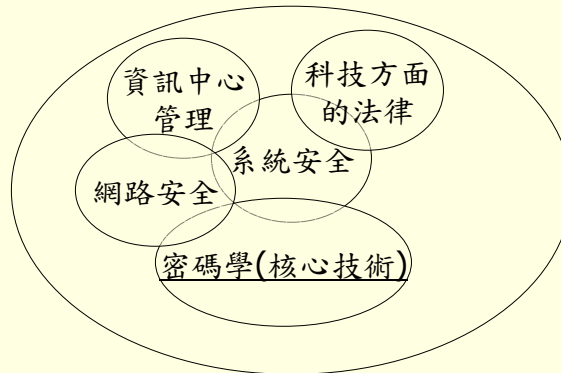 資訊中心
管理
科技方面
的法律
系統安全
網路安全
密碼學(核心技術)